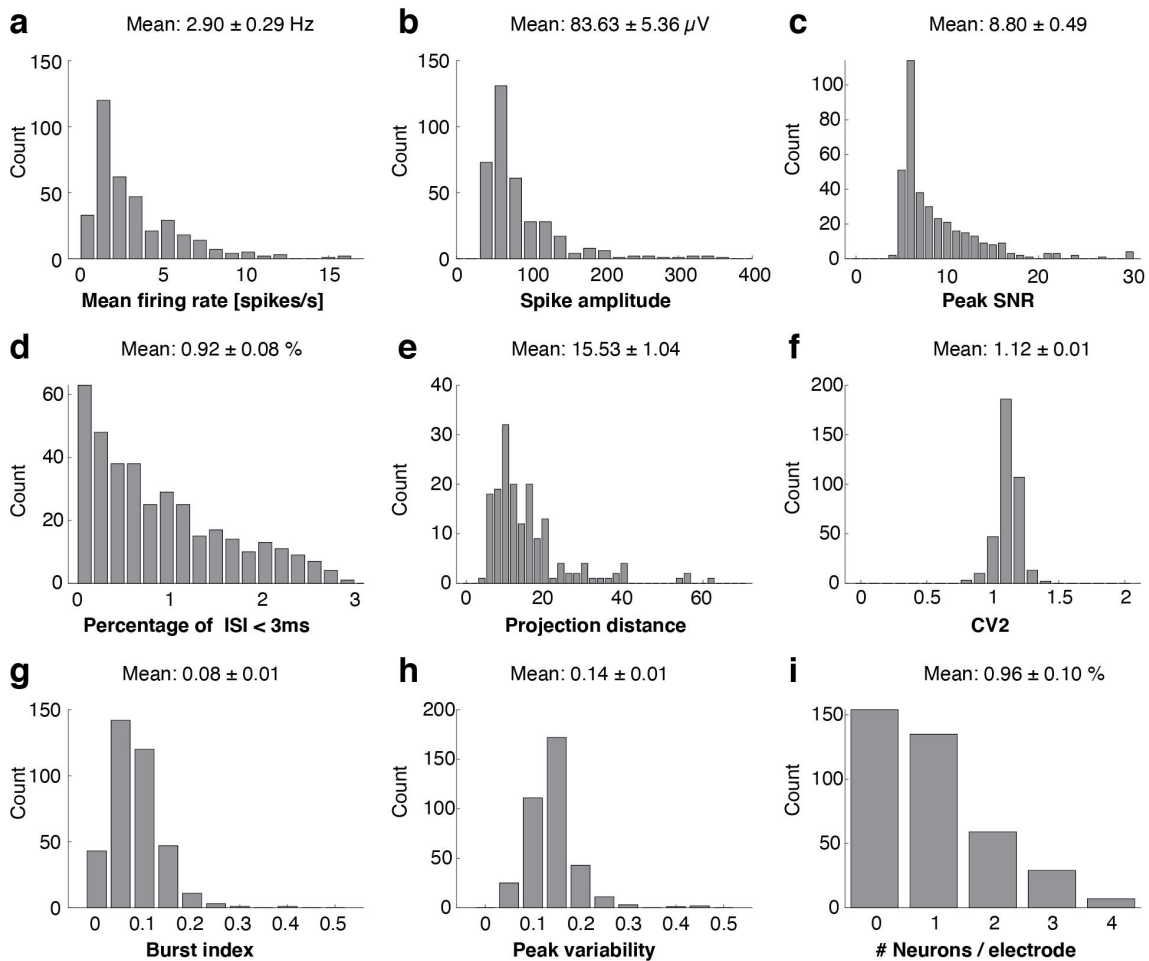 a
Mean: 2.90 ± 0.29 Hz
Count
150
100
50
0
0 5 10 15
Mean firing rate [spikes/s]
b
Mean: 83.63 ± 5.36 µV
Count
150
100
50
0
0 100 200 300 400
Spike amplitude
c
Mean: 8.80 ± 0.49
Count
100
80
60
40
20
0
0 10 20 30
Peak SNR
d
Mean: 0.92 ± 0.08 %
Count
60
40
20
0
0 1 2 3
Percentage of ISI < 3ms
e
Mean: 15.53 ± 1.04
Count
40
30
20
10
0
0 20 40 60
Projection distance
f
Mean: 1.12 ± 0.01
Count
200
150
100
50
0
0 0.5 1 1.5 2
CV2
g
Mean: 0.08 ± 0.01
Count
150
100
50
0
0 0.1 0.2 0.3 0.4 0.5
Burst index
h
Mean: 0.14 ± 0.01
Count
200
150
100
50
0
0 0.1 0.2 0.3 0.4 0.5
Peak variability
i
Mean: 0.96 ± 0.10 %
Count
150
100
50
0
0 1 2 3 4
# Neurons / electrode